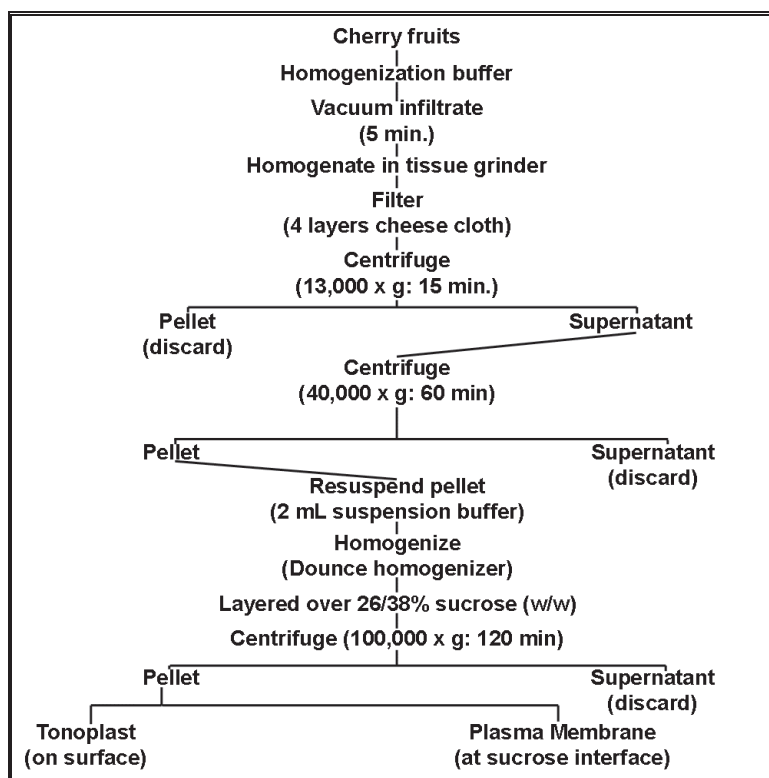 Cherry fruits
Homogenization buffer
Vacuum infiltrate
(5 min.)
Homogenate in tissue grinder
Filter
(4 layers cheese cloth)
Centrifuge
(13,000 x g: 15 min.)
Pellet
(discard)
Supernatant
Centrifuge
(40,000 x g: 60 min)
Pellet
Supernatant
(discard)
Resuspend pellet
(2 mL suspension buffer)
Homogenize
(Dounce homogenizer)
Layered over 26/38% sucrose (w/w)
Centrifuge (100,000 x g: 120 min)
Pellet
Supernatant
(discard)
Tonoplast
(on surface)
Plasma Membrane
(at sucrose interface)